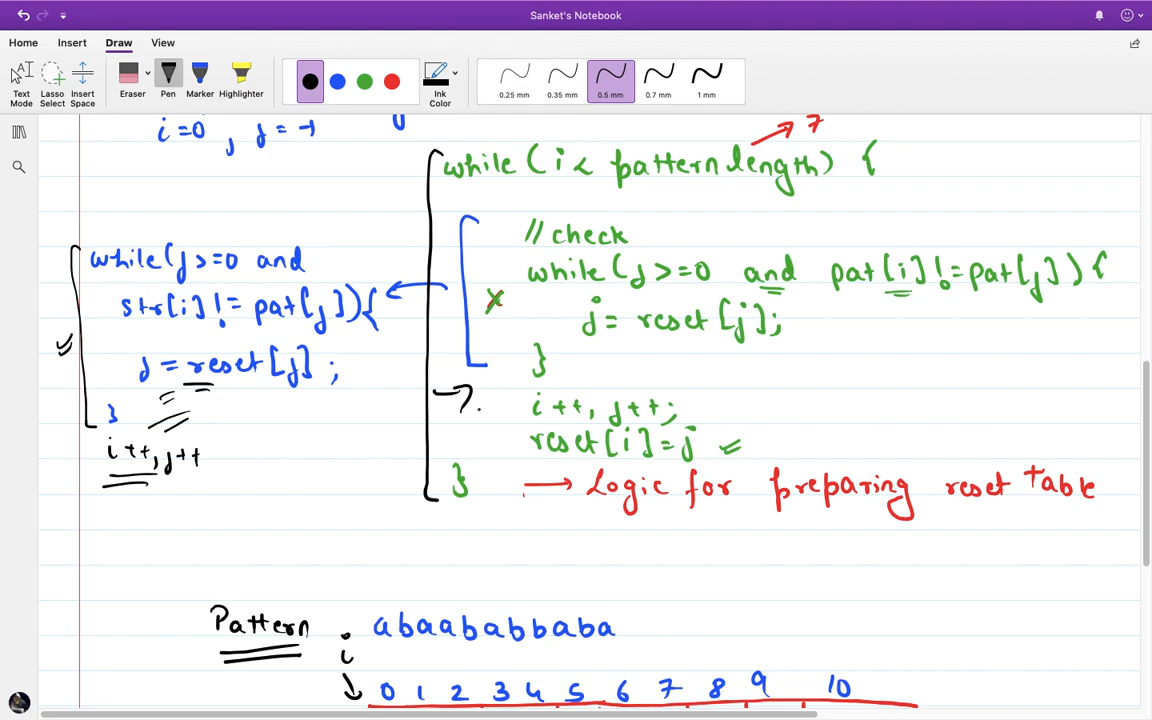 Sanket's Notebook
Home Insert Draw View
Text Mode
Lasso Select
Insert Space
Eraser
Pen
Marker
Highlighter
Ink Color
0.25 mm
0.35 mm
0.5 mm
0.7 mm
1 mm
i=0, j=-1
7
while(i< pattern length) {
// check
while(j>=0 and pat[i]!=pat[j]){
j= reset[j];
}
i++, j++;
reset[i]=j
}
→ Logic for preparing reset table
while(j>=0 and
str[i]!=pat[j]){
j = reset[j];
}
i++, j++
Pattern abaababbaba
i
0 1 2 3 4 5 6 7 8 9 10